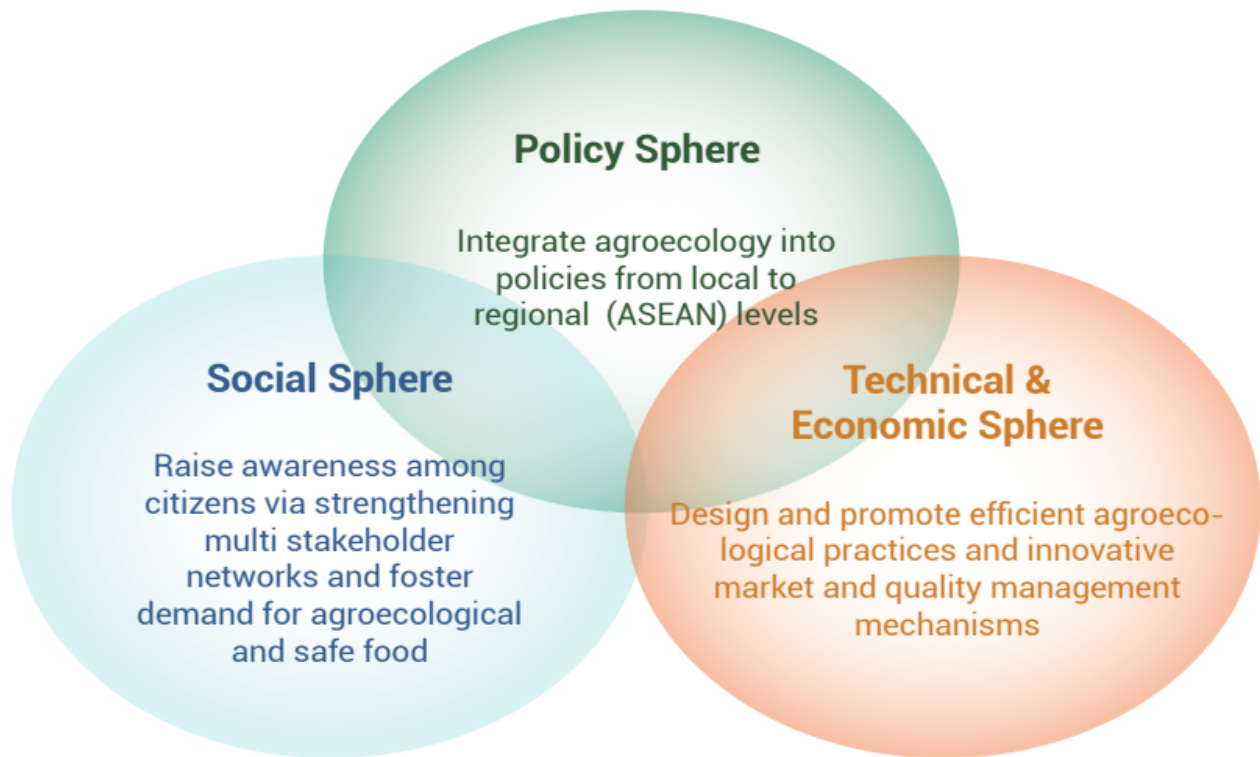 Policy Sphere
Integrate agroecology into
policies from local to
regional (ASEAN) levels
Social Sphere
Raise awareness among
citizens via strengthening
multi stakeholder
networks and foster
demand for agroecological
and safe food
Technical &
Economic Sphere
Design and promote efficient agroeco-
logical practices and innovative
market and quality management
mechanisms